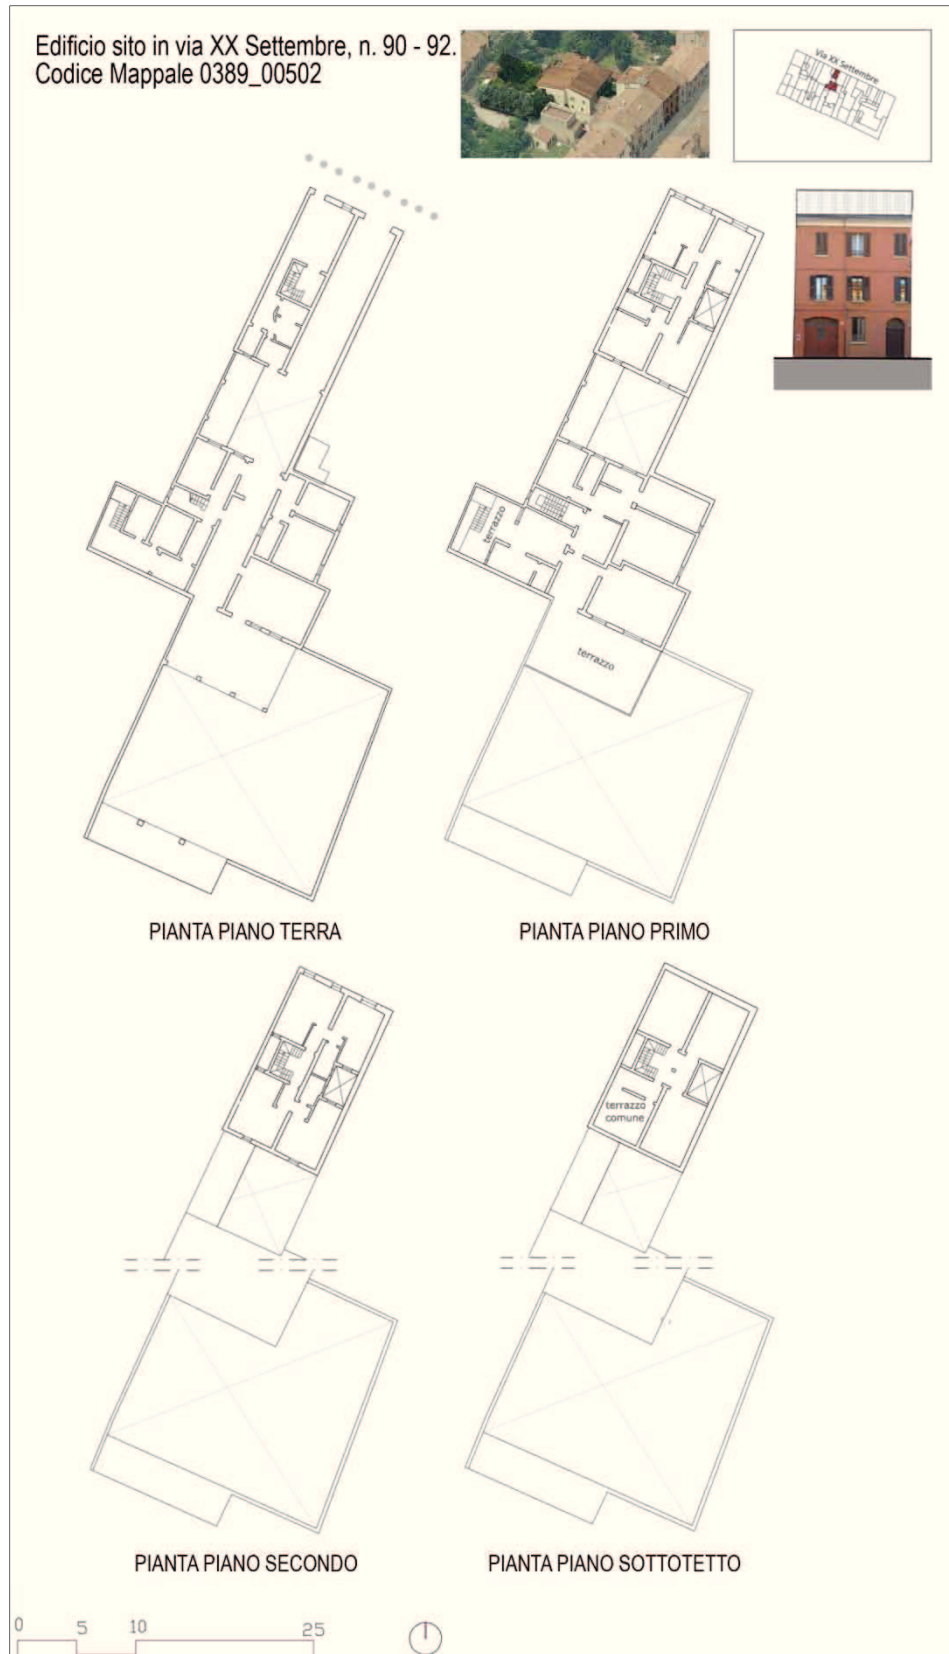 Edificio sito in via XX Settembre, n. 90 - 92.
Codice Mappale 0389_00502
Via XX Settembre
terrazzo
terrazzo
PIANTA PIANO TERRA
PIANTA PIANO PRIMO
terrazzo
comune
PIANTA PIANO SECONDO
PIANTA PIANO SOTTOTETTO
0 5 10 25